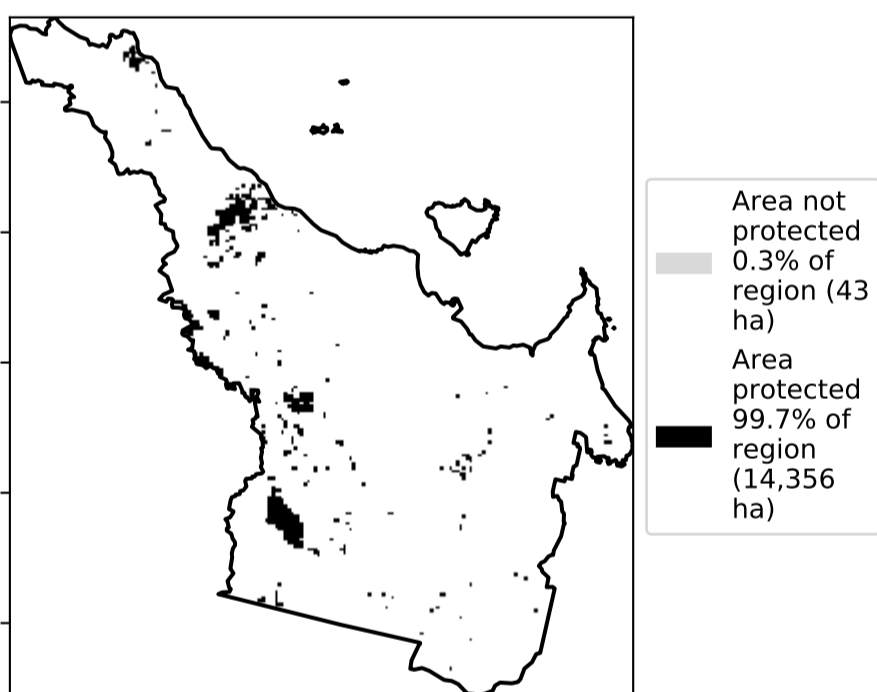 Area not
protected
0.3% of
region (43
ha)
Area
protected
99.7% of
region
(14,356
ha)